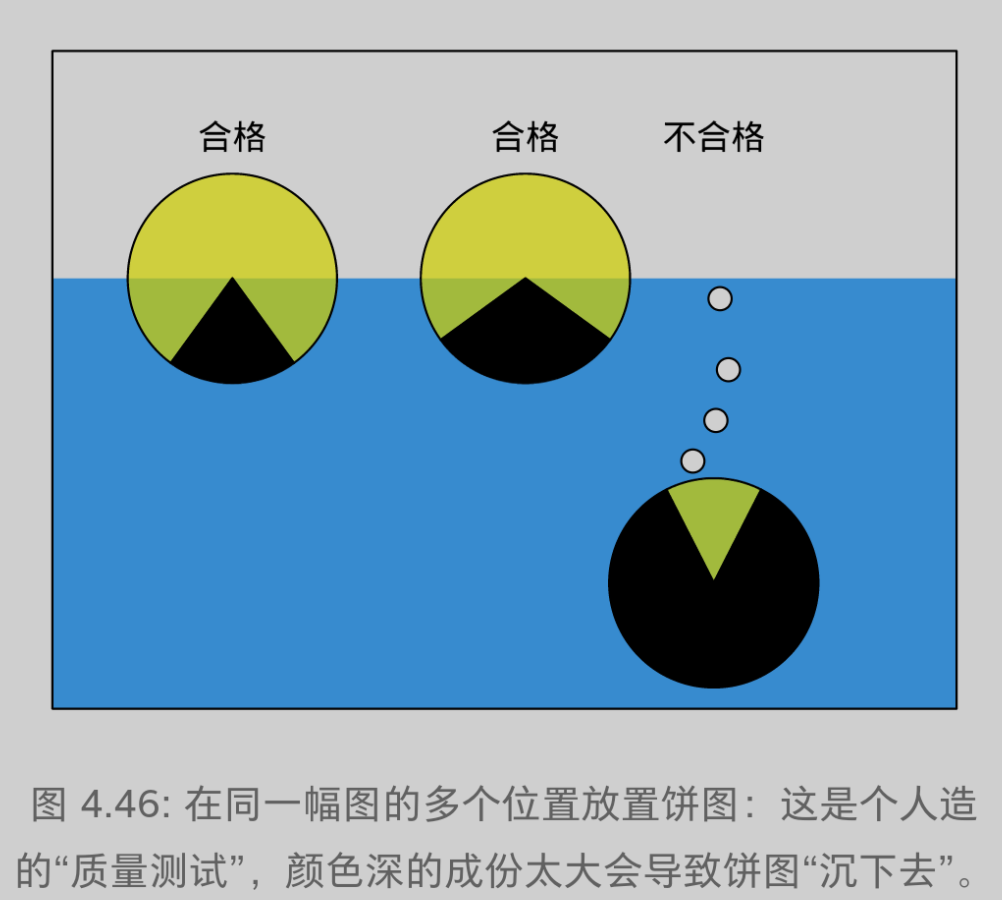 合格 合格 不合格
图 4.46: 在同一幅图的多个位置放置饼图：这是个人造
的“质量测试”，颜色深的成份太大会导致饼图“沉下去”。